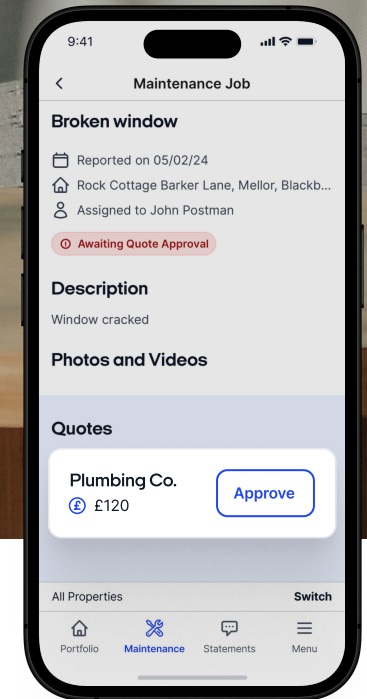 9:41
Maintenance Job
Broken window
Reported on 05/02/24
Rock Cottage Barker Lane, Mellor, Blackb...
Assigned to John Postman
Awaiting Quote Approval
Description
Window cracked
Photos and Videos
Quotes
Plumbing Co.
£ £120
Approve
All Properties Switch
Portfolio Maintenance Statements Menu